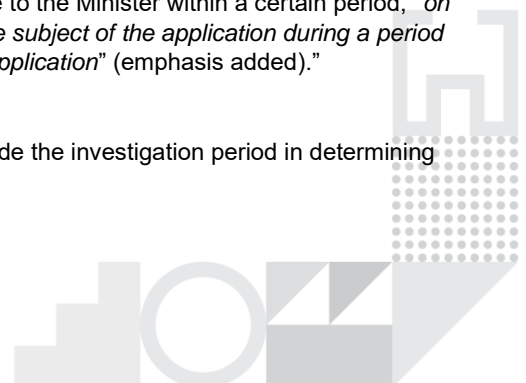 e to the Minister within a certain period, "on
e subject of the application during a period
pplication" (emphasis added)."
de the investigation period in determining